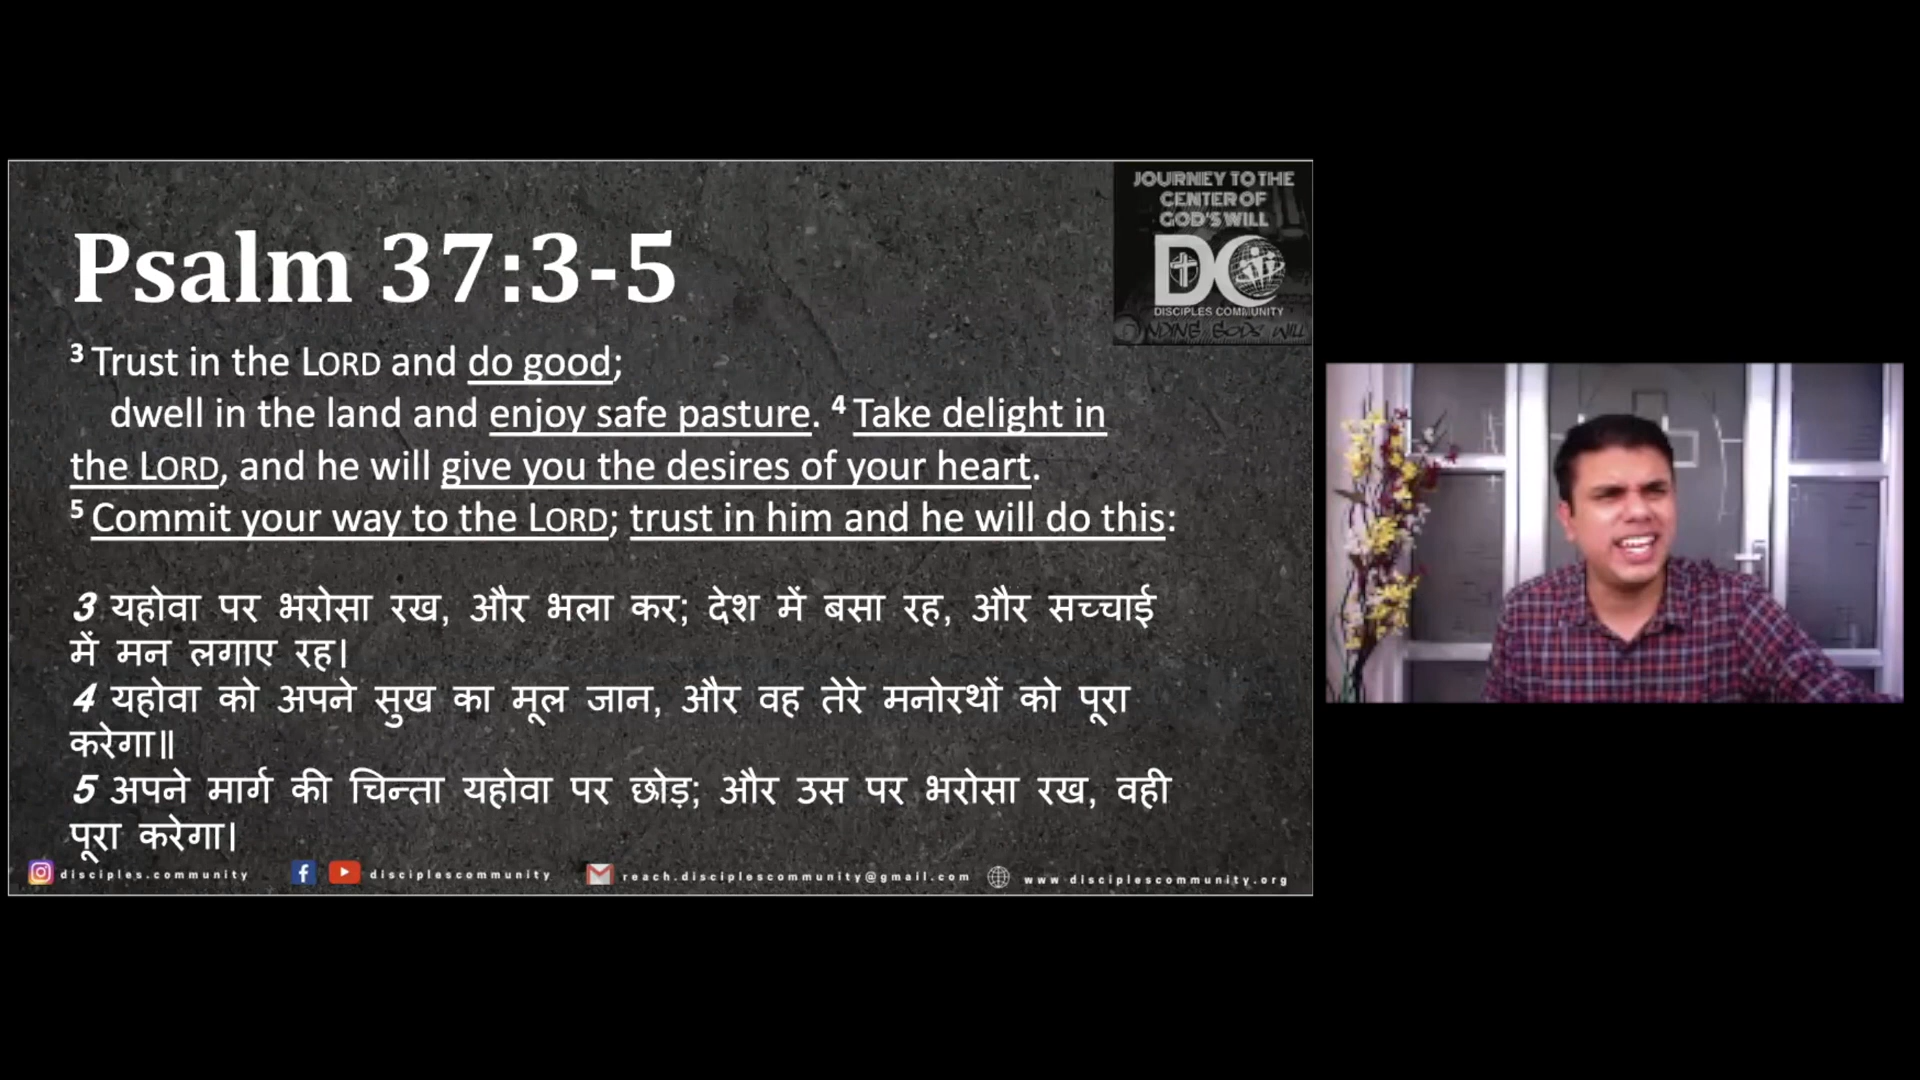 JOURNEY TO THE
CENTER OF
GOD'S WILL
DC
DISCIPLES COMMUNITY
Psalm 37:3-5
3 Trust in the LORD and do good;
dwell in the land and enjoy safe pasture. 4 Take delight in
the LORD, and he will give you the desires of your heart.
5 Commit your way to the LORD; trust in him and he will do this:
3 यहोवा पर भरोसा रख, और भला कर; देश में बसा रह, और सच्चाई
में मन लगाए रह।
4 यहोवा को अपने सुख का मूल जान, और वह तेरे मनोरथों को पूरा
करेगा॥
5 अपने मार्ग की चिन्ता यहोवा पर छोड़; और उस पर भरोसा रख, वही
पूरा करेगा।
disciples.community disciplescommunity reach.disciplescommunity@gmail.com www.disciplescommunity.org